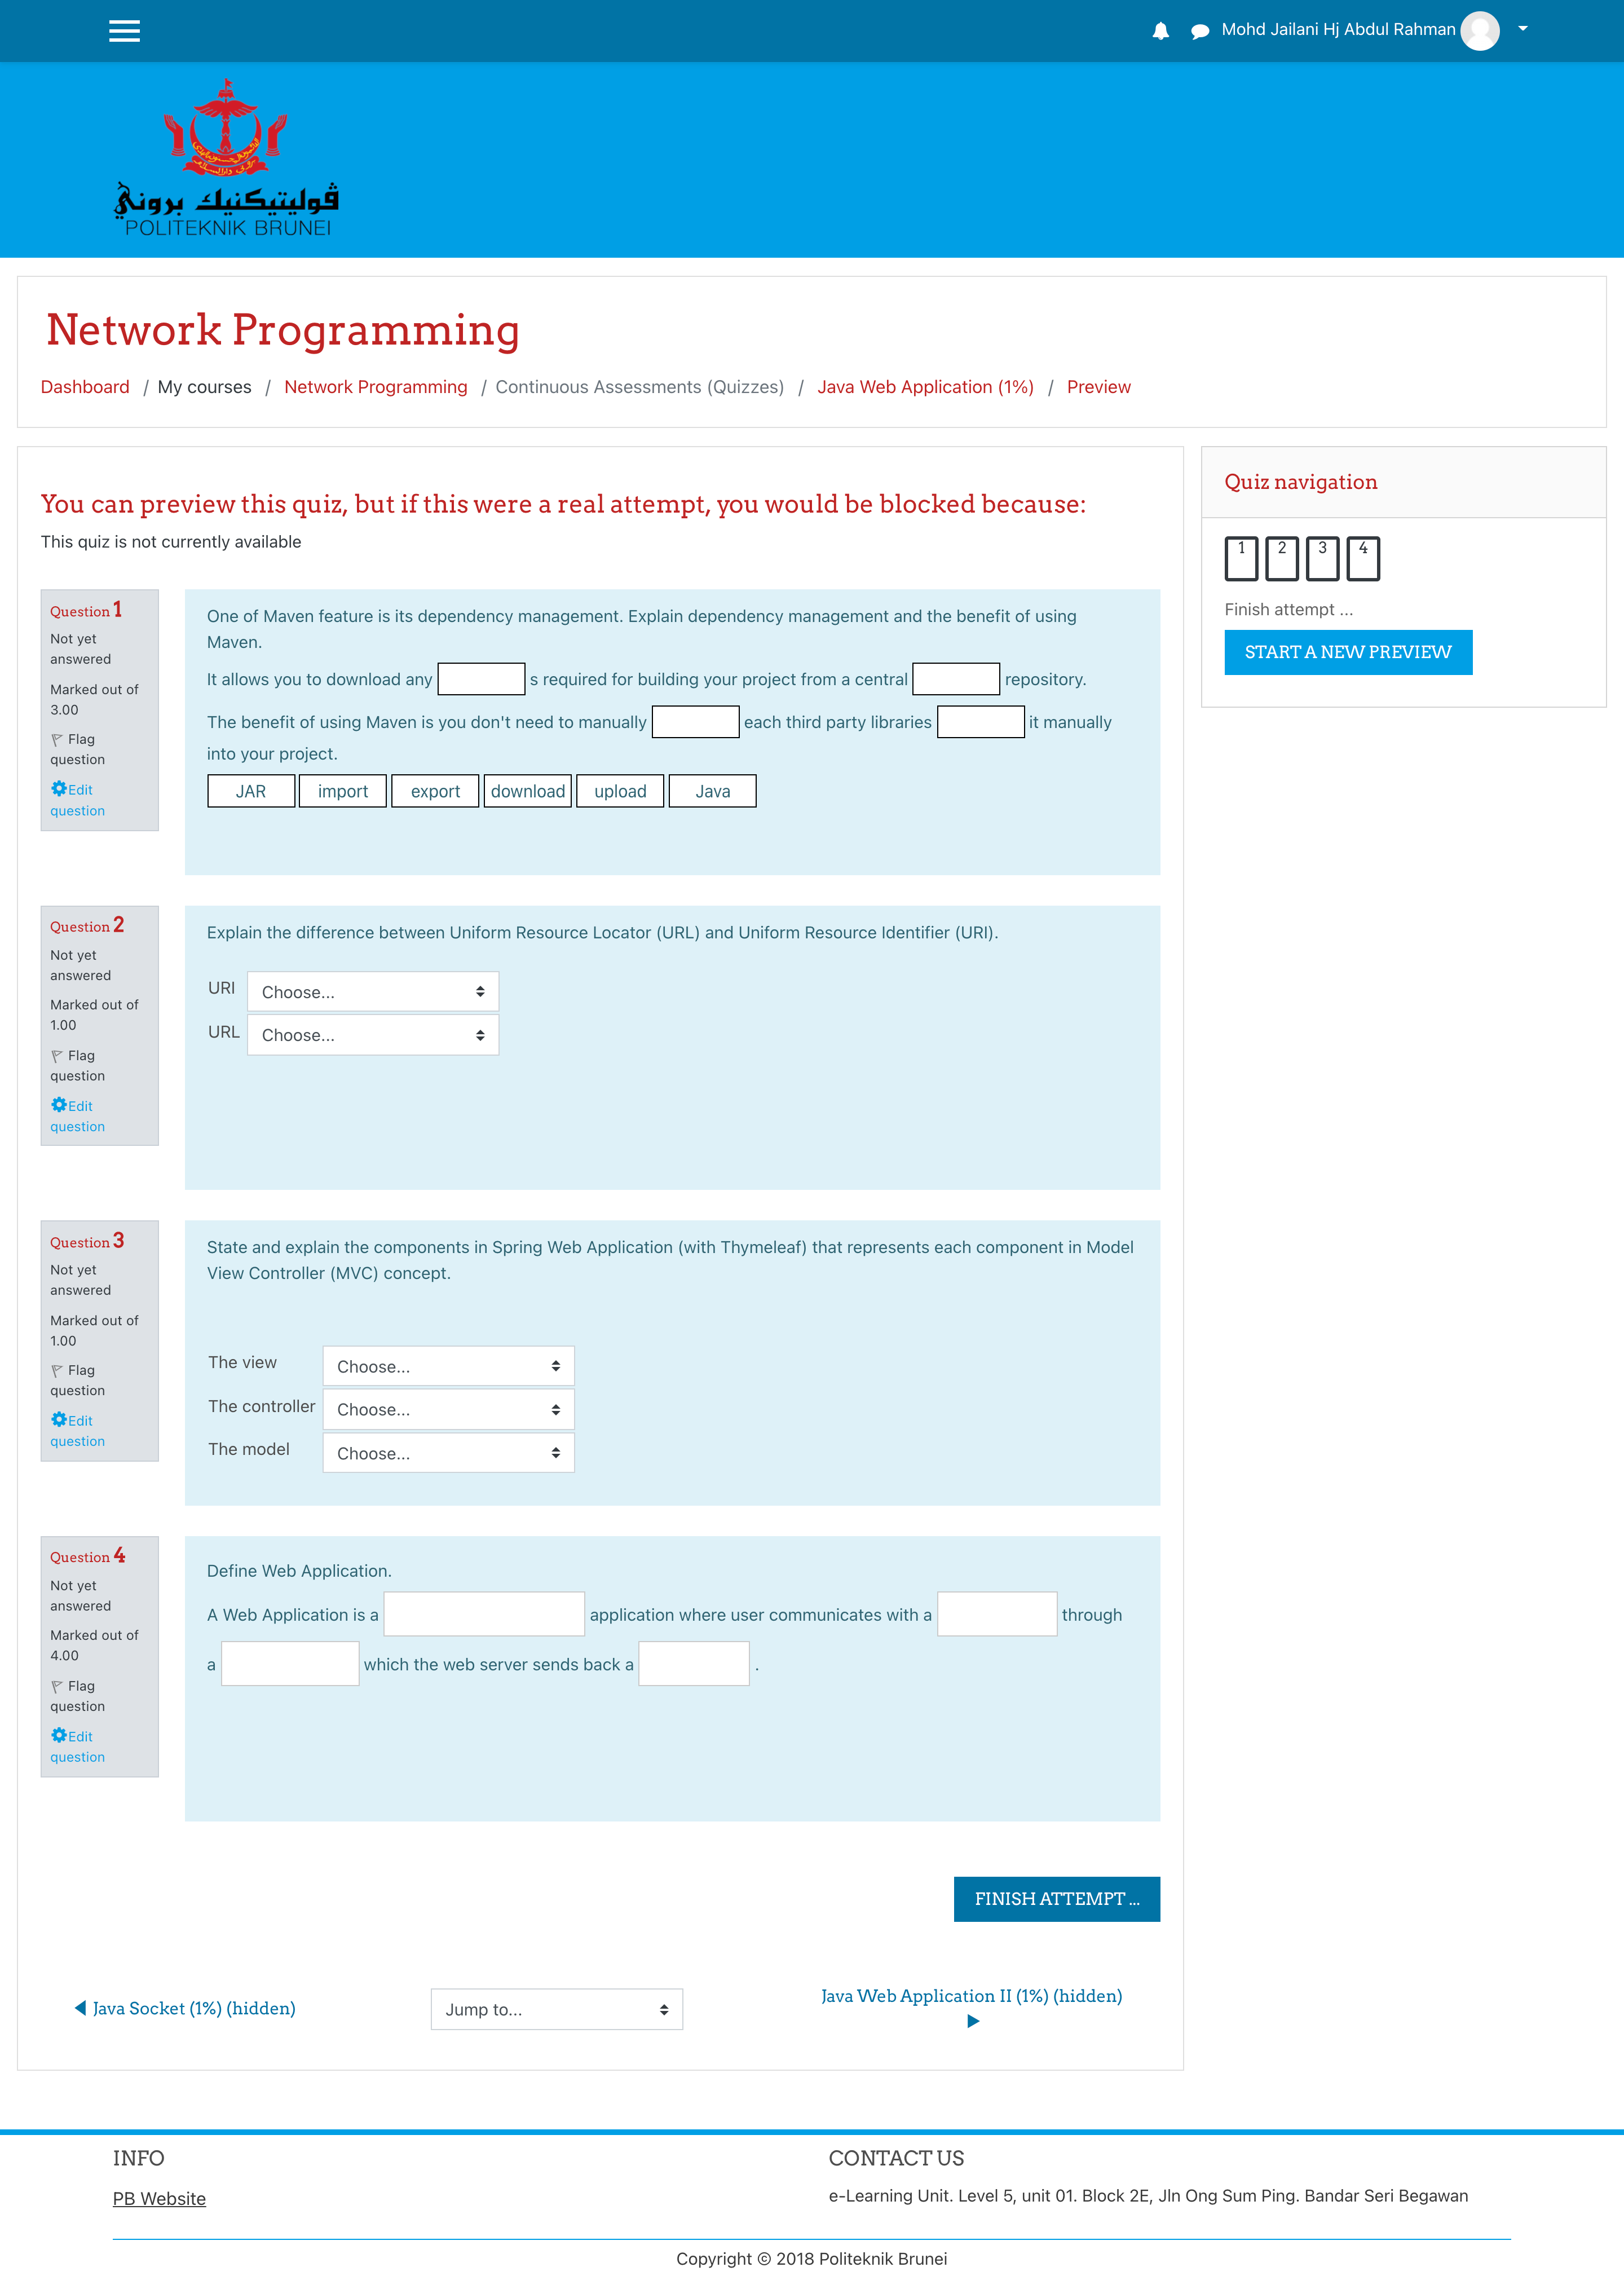 Mohd Jailani Hj Abdul Rahman
ڤوليتيكنيك بروني
POLITEKNIK BRUNEI
Network Programming
Dashboard / My courses / Network Programming / Continuous Assessments (Quizzes) / Java Web Application (1%) / Preview
You can preview this quiz, but if this were a real attempt, you would be blocked because:
This quiz is not currently available
Question 1
Not yet
answered
Marked out of
3.00
Flag
question
Edit
question
One of Maven feature is its dependency management. Explain dependency management and the benefit of using
Maven.
It allows you to download any s required for building your project from a central repository.
The benefit of using Maven is you don't need to manually each third party libraries it manually
into your project.
JAR import export download upload Java
Question 2
Not yet
answered
Marked out of
1.00
Flag
question
Edit
question
Explain the difference between Uniform Resource Locator (URL) and Uniform Resource Identifier (URI).
URI Choose...
URL Choose...
Question 3
Not yet
answered
Marked out of
1.00
Flag
question
Edit
question
State and explain the components in Spring Web Application (with Thymeleaf) that represents each component in Model
View Controller (MVC) concept.
The view Choose...
The controller Choose...
The model Choose...
Question 4
Not yet
answered
Marked out of
4.00
Flag
question
Edit
question
Define Web Application.
A Web Application is a application where user communicates with a through
a which the web server sends back a .
FINISH ATTEMPT ...
◀ Java Socket (1%) (hidden)
Jump to...
Java Web Application II (1%) (hidden)
▶
Quiz navigation
1 2 3 4
Finish attempt ...
START A NEW PREVIEW
INFO
PB Website
CONTACT US
e-Learning Unit. Level 5, unit 01. Block 2E, Jln Ong Sum Ping. Bandar Seri Begawan
Copyright © 2018 Politeknik Brunei